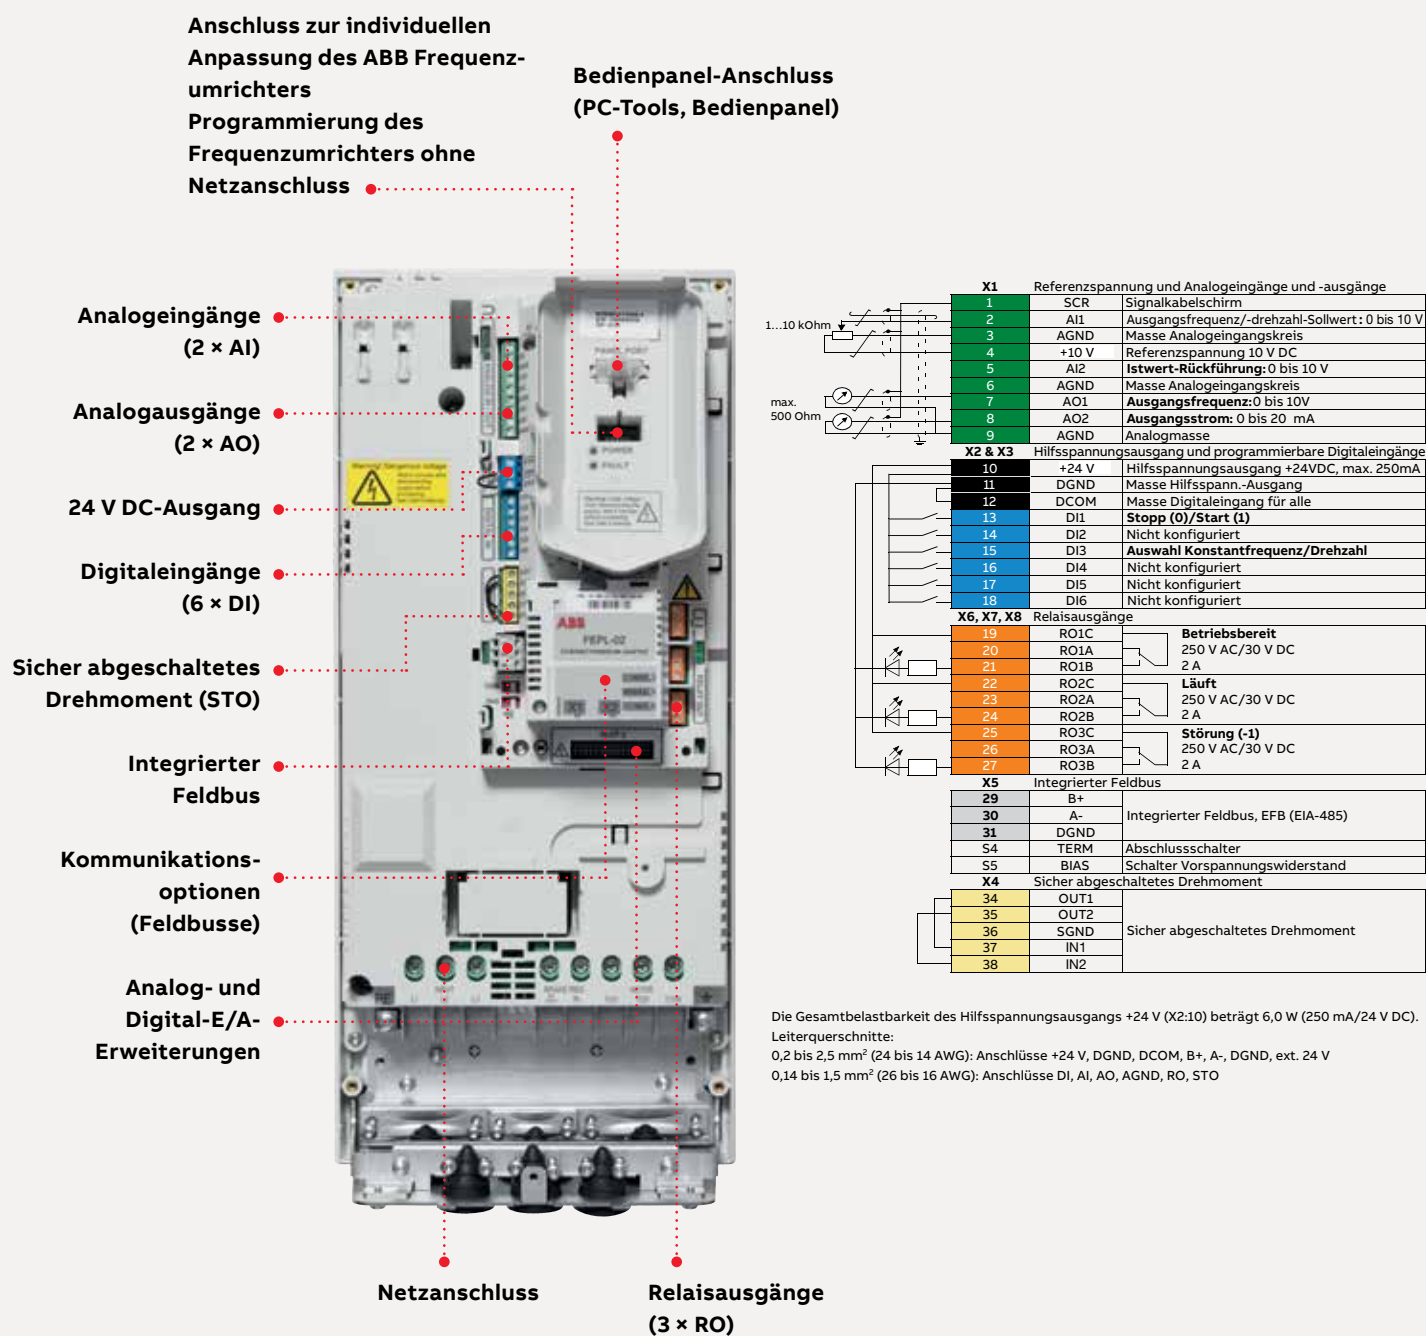 Anschluss zur individuellen
Anpassung des ABB Frequenz-
umrichters
Programmierung des
Frequenzumrichters ohne
Netzanschluss
Bedienpanel-Anschluss
(PC-Tools, Bedienpanel)
Analogeingänge
(2 × AI)
Analogausgänge
(2 × AO)
24 V DC-Ausgang
Digitaleingänge
(6 × DI)
Sicher abgeschaltetes
Drehmoment (STO)
Integrierter
Feldbus
Kommunikations-
optionen
(Feldbusse)
Analog- und
Digital-E/A-
Erweiterungen
Netzanschluss
Relaisausgänge
(3 × RO)
PANEL PORT
POWER
FAULT
ABB
FEPL-02
X1 Referenzspannung und Analogeingänge und -ausgänge
1 SCR Signalkabelschirm
2 AI1 Ausgangsfrequenz/-drehzahl-Sollwert: 0 bis 10 V
3 AGND Masse Analogeingangskreis
4 +10 V Referenzspannung 10 V DC
5 AI2 Istwert-Rückführung: 0 bis 10 V
6 AGND Masse Analogeingangskreis
7 AO1 Ausgangsfrequenz: 0 bis 10V
8 AO2 Ausgangsstrom: 0 bis 20 mA
9 AGND Analogmasse
1...10 kOhm
max.
500 Ohm
X2 & X3 Hilfsspannungsausgang und programmierbare Digitaleingänge
10 +24 V Hilfsspannungsausgang +24VDC, max. 250mA
11 DGND Masse Hilfsspann.-Ausgang
12 DCOM Masse Digitaleingang für alle
13 DI1 Stopp (0)/Start (1)
14 DI2 Nicht konfiguriert
15 DI3 Auswahl Konstantfrequenz/Drehzahl
16 DI4 Nicht konfiguriert
17 DI5 Nicht konfiguriert
18 DI6 Nicht konfiguriert
X6, X7, X8 Relaisausgänge
19 RO1C Betriebsbereit
20 RO1A 250 V AC/30 V DC
21 RO1B 2 A
22 RO2C Läuft
23 RO2A 250 V AC/30 V DC
24 RO2B 2 A
25 RO3C Störung (-1)
26 RO3A 250 V AC/30 V DC
27 RO3B 2 A
X5 Integrierter Feldbus
29 B+
30 A- Integrierter Feldbus, EFB (EIA-485)
31 DGND
S4 TERM Abschlussschalter
S5 BIAS Schalter Vorspannungswiderstand
X4 Sicher abgeschaltetes Drehmoment
34 OUT1
35 OUT2
36 SGND Sicher abgeschaltetes Drehmoment
37 IN1
38 IN2
Die Gesamtbelastbarkeit des Hilfsspannungsausgangs +24 V (X2:10) beträgt 6,0 W (250 mA/24 V DC).
Leiterquerschnitte:
0,2 bis 2,5 mm² (24 bis 14 AWG): Anschlüsse +24 V, DGND, DCOM, B+, A-, DGND, ext. 24 V
0,14 bis 1,5 mm² (26 bis 16 AWG): Anschlüsse DI, AI, AO, AGND, RO, STO